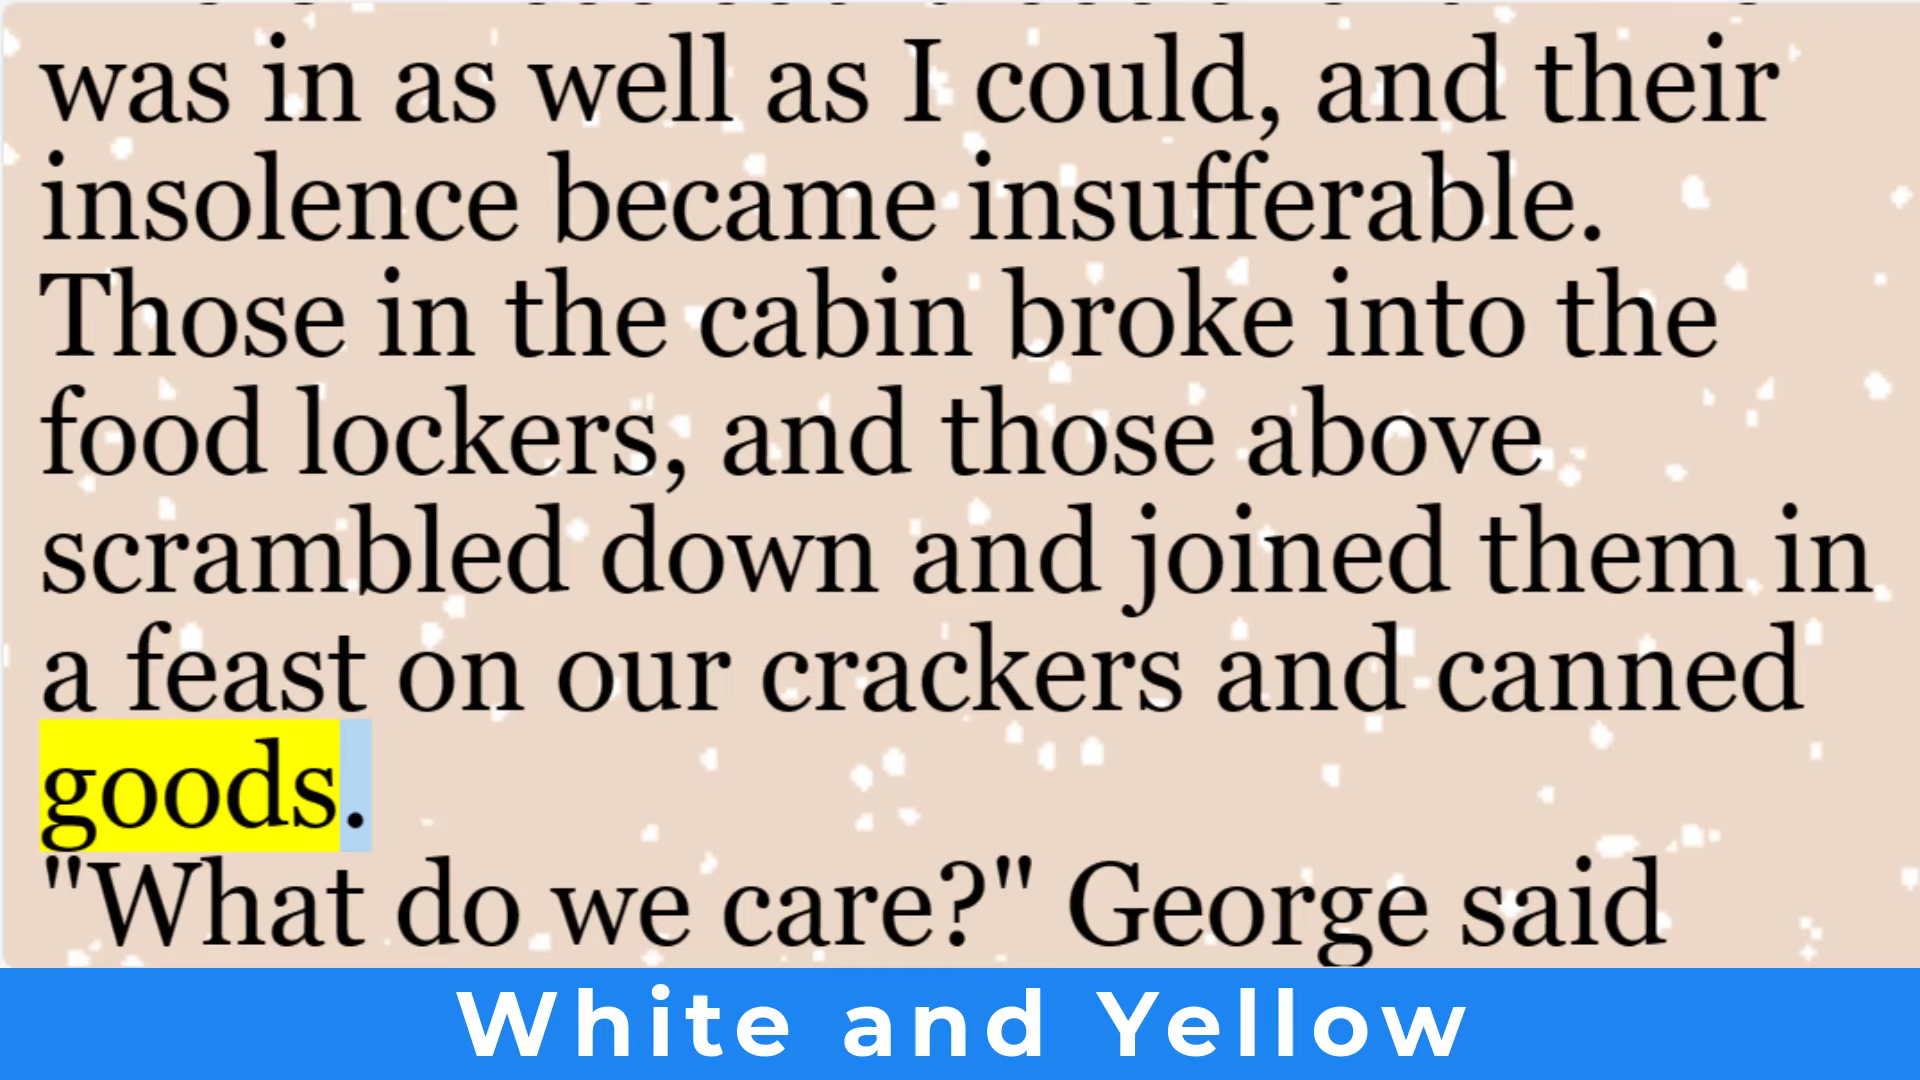 was in as well as I could, and their
insolence became insufferable.
Those in the cabin broke into the
food lockers, and those above
scrambled down and joined them in
a feast on our crackers and canned
goods.
"What do we care?" George said
White and Yellow